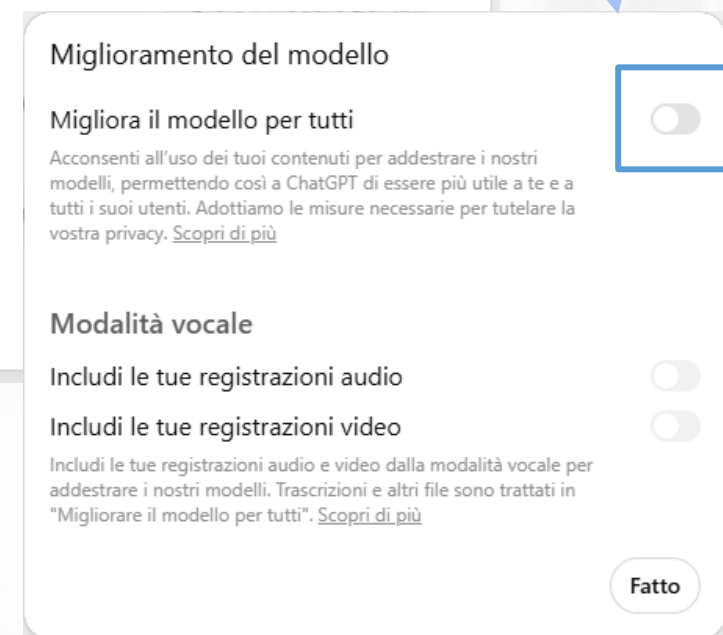 Miglioramento del modello
Migliora il modello per tutti
Acconsenti all'uso dei tuoi contenuti per addestrare i nostri
modelli, permettendo così a ChatGPT di essere più utile a te e a
tutti i suoi utenti. Adottiamo le misure necessarie per tutelare la
vostra privacy. Scopri di più
Modalità vocale
Includi le tue registrazioni audio
Includi le tue registrazioni video
Includi le tue registrazioni audio e video dalla modalità vocale per
addestrare i nostri modelli. Trascrizioni e altri file sono trattati in
"Migliorare il modello per tutti". Scopri di più
Fatto